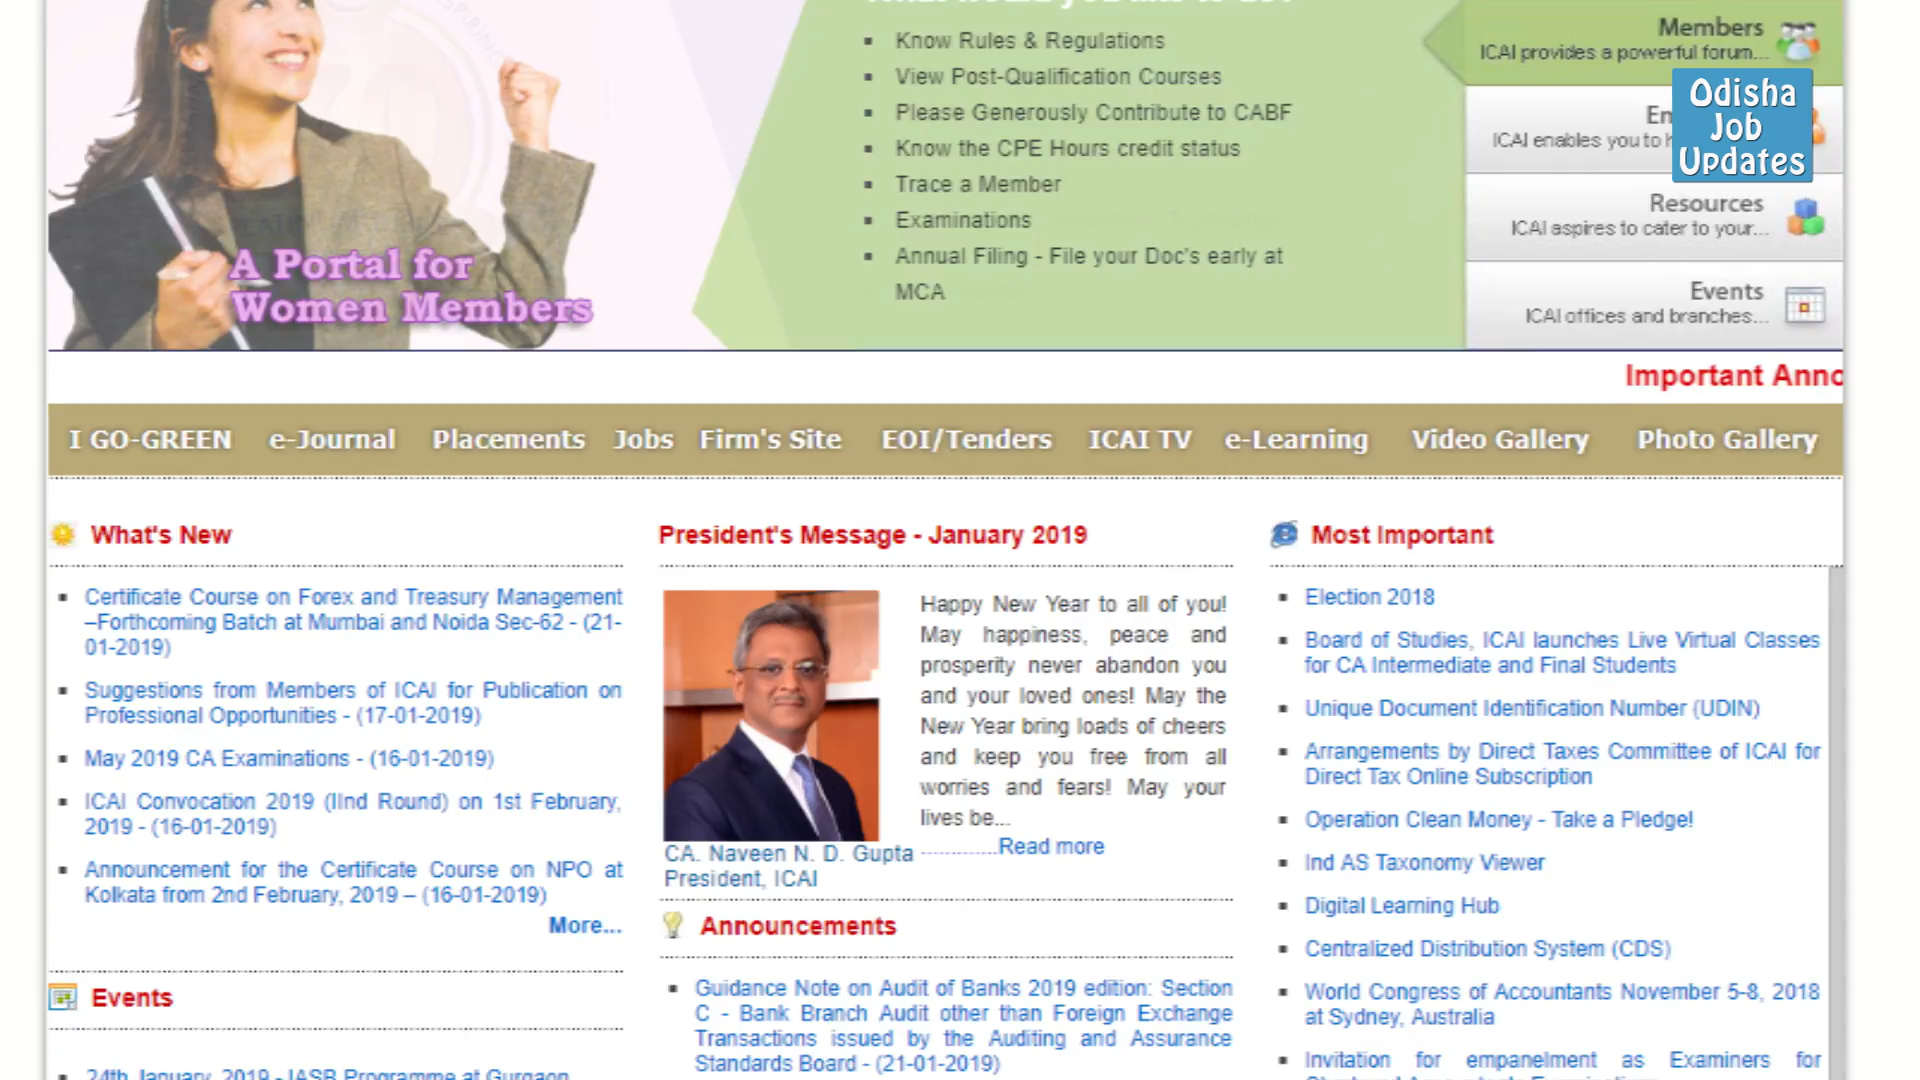 Know Rules & Regulations
View Post-Qualification Courses
Please Generously Contribute to CABF
Know the CPE Hours credit status
Trace a Member
Examinations
Annual Filing - File your Doc's early at
MCA
A Portal for
Women Members
Members
ICAI provides a powerful forum...
ICAI enables you to
Odisha
Job
Updates
Resources
ICAI aspires to cater to your...
Events
ICAI offices and branches...
Important Anno
I GO-GREEN e-Journal Placements Jobs Firm's Site EOI/Tenders ICAI TV e-Learning Video Gallery Photo Gallery
What's New
Certificate Course on Forex and Treasury Management
–Forthcoming Batch at Mumbai and Noida Sec-62 - (21-
01-2019)
Suggestions from Members of ICAI for Publication on
Professional Opportunities - (17-01-2019)
May 2019 CA Examinations - (16-01-2019)
ICAI Convocation 2019 (IInd Round) on 1st February,
2019 - (16-01-2019)
Announcement for the Certificate Course on NPO at
Kolkata from 2nd February, 2019 – (16-01-2019)
More...
Events
24th January, 2019 - IASB Programme at Gurgaon
President's Message - January 2019
Happy New Year to all of you!
May happiness, peace and
prosperity never abandon you
and your loved ones! May the
New Year bring loads of cheers
and keep you free from all
worries and fears! May your
lives be...
..............Read more
CA. Naveen N. D. Gupta
President, ICAI
Announcements
Guidance Note on Audit of Banks 2019 edition: Section
C - Bank Branch Audit other than Foreign Exchange
Transactions issued by the Auditing and Assurance
Standards Board - (21-01-2019)
Most Important
Election 2018
Board of Studies, ICAI launches Live Virtual Classes
for CA Intermediate and Final Students
Unique Document Identification Number (UDIN)
Arrangements by Direct Taxes Committee of ICAI for
Direct Tax Online Subscription
Operation Clean Money - Take a Pledge!
Ind AS Taxonomy Viewer
Digital Learning Hub
Centralized Distribution System (CDS)
World Congress of Accountants November 5-8, 2018
at Sydney, Australia
Invitation for empanelment as Examiners for